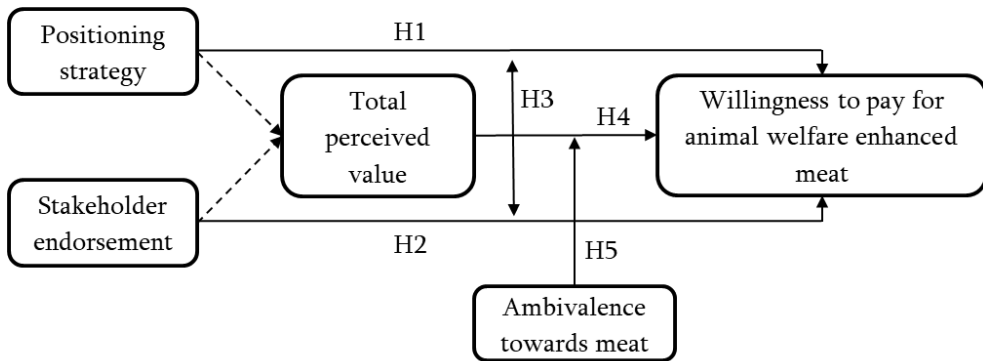 Positioning
strategy
H1
Total
perceived
value
H3
H4
Willingness to pay for
animal welfare enhanced
meat
Stakeholder
endorsement
H2
H5
Ambivalence
towards meat